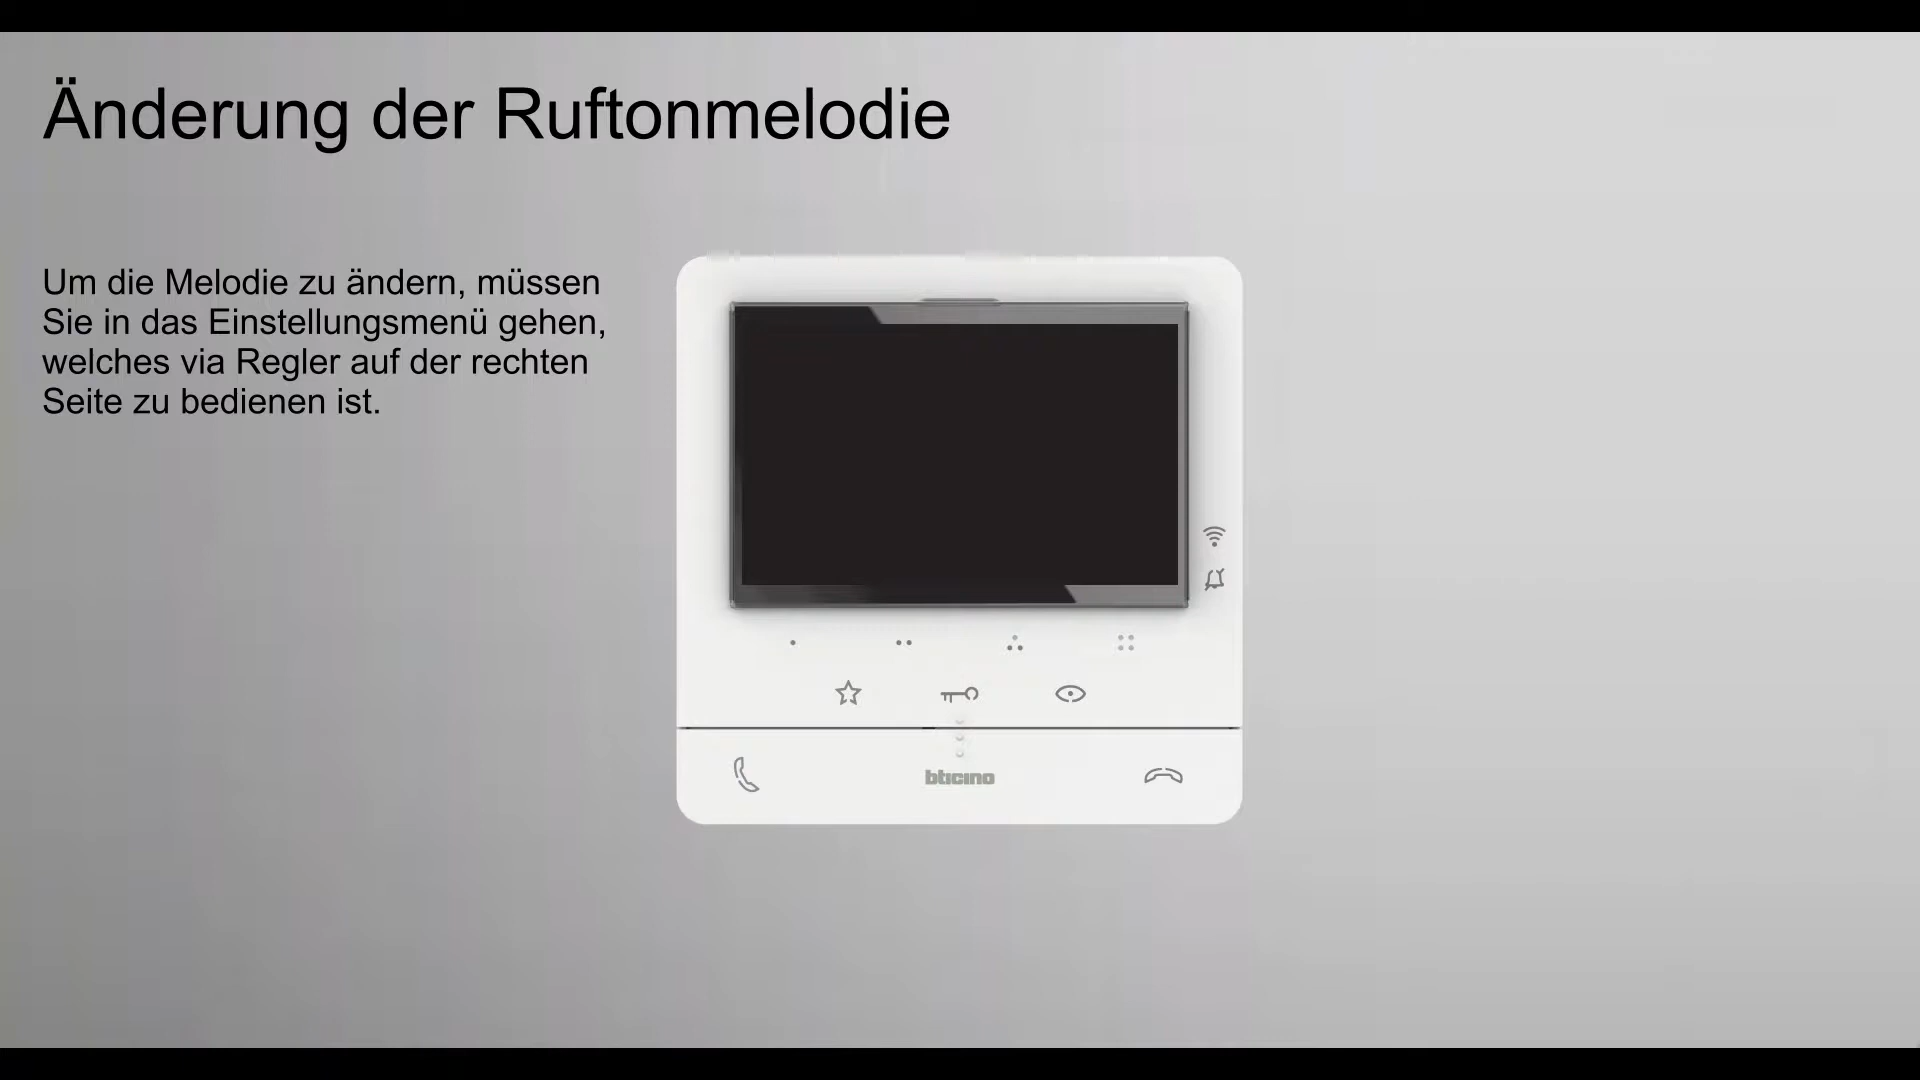 Änderung der Ruftonmelodie
Um die Melodie zu ändern, müssen
Sie in das Einstellungsmenü gehen,
welches via Regler auf der rechten
Seite zu bedienen ist.
bticino